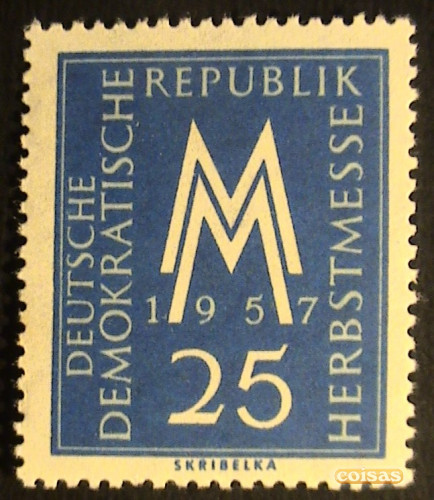 DEUTSCHE
DEMOKRATISCHE
REPUBLIK
HERBSTMESSE
MM
1957
25
SKRIBELKA
coisas